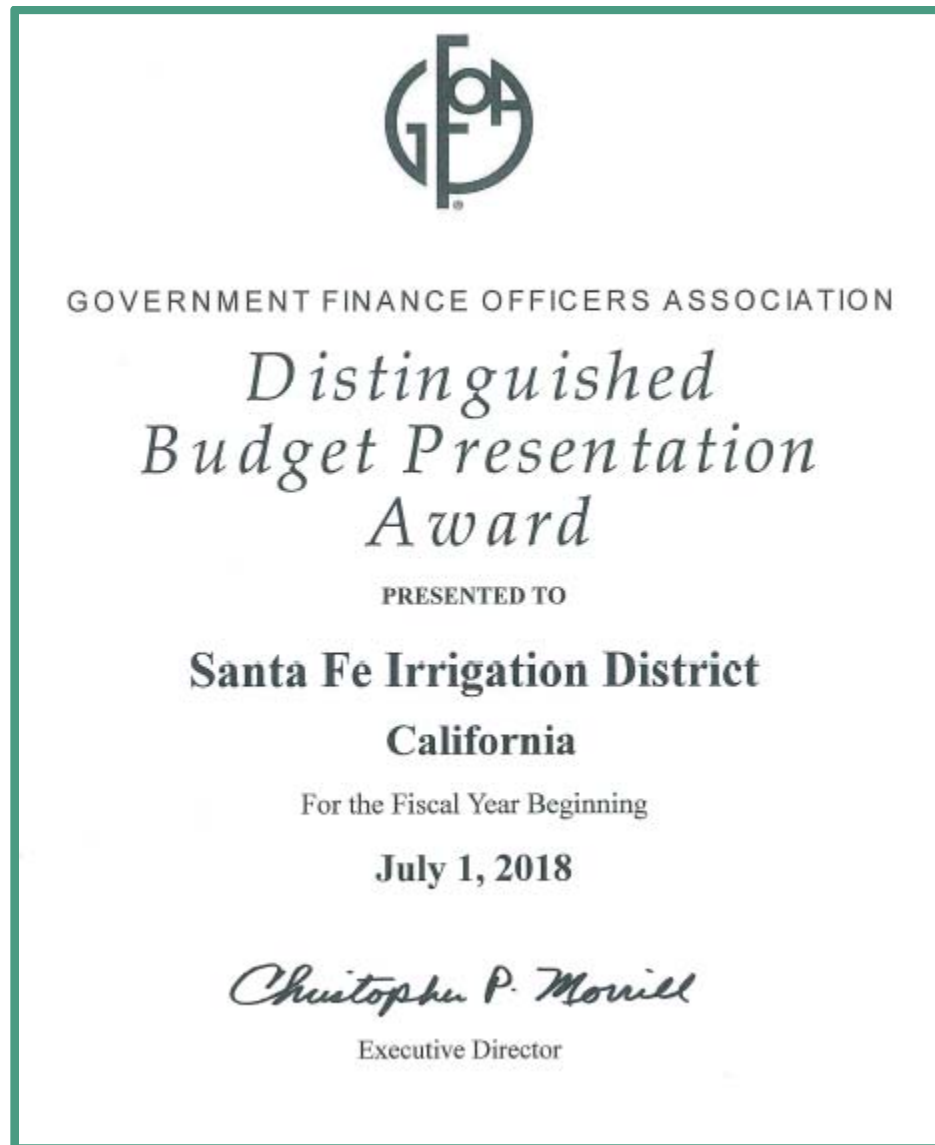 GFOA
®
GOVERNMENT FINANCE OFFICERS ASSOCIATION
Distinguished
Budget Presentation
Award
PRESENTED TO
Santa Fe Irrigation District
California
For the Fiscal Year Beginning
July 1, 2018
Christopher P. Morrill
Executive Director